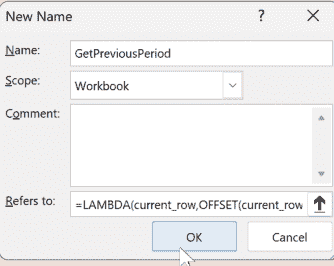 New Name ? ×
Name: GetPreviousPeriod
Scope: Workbook
Comment:
Refers to: =LAMBDA(current_row,OFFSET(current_row
OK Cancel